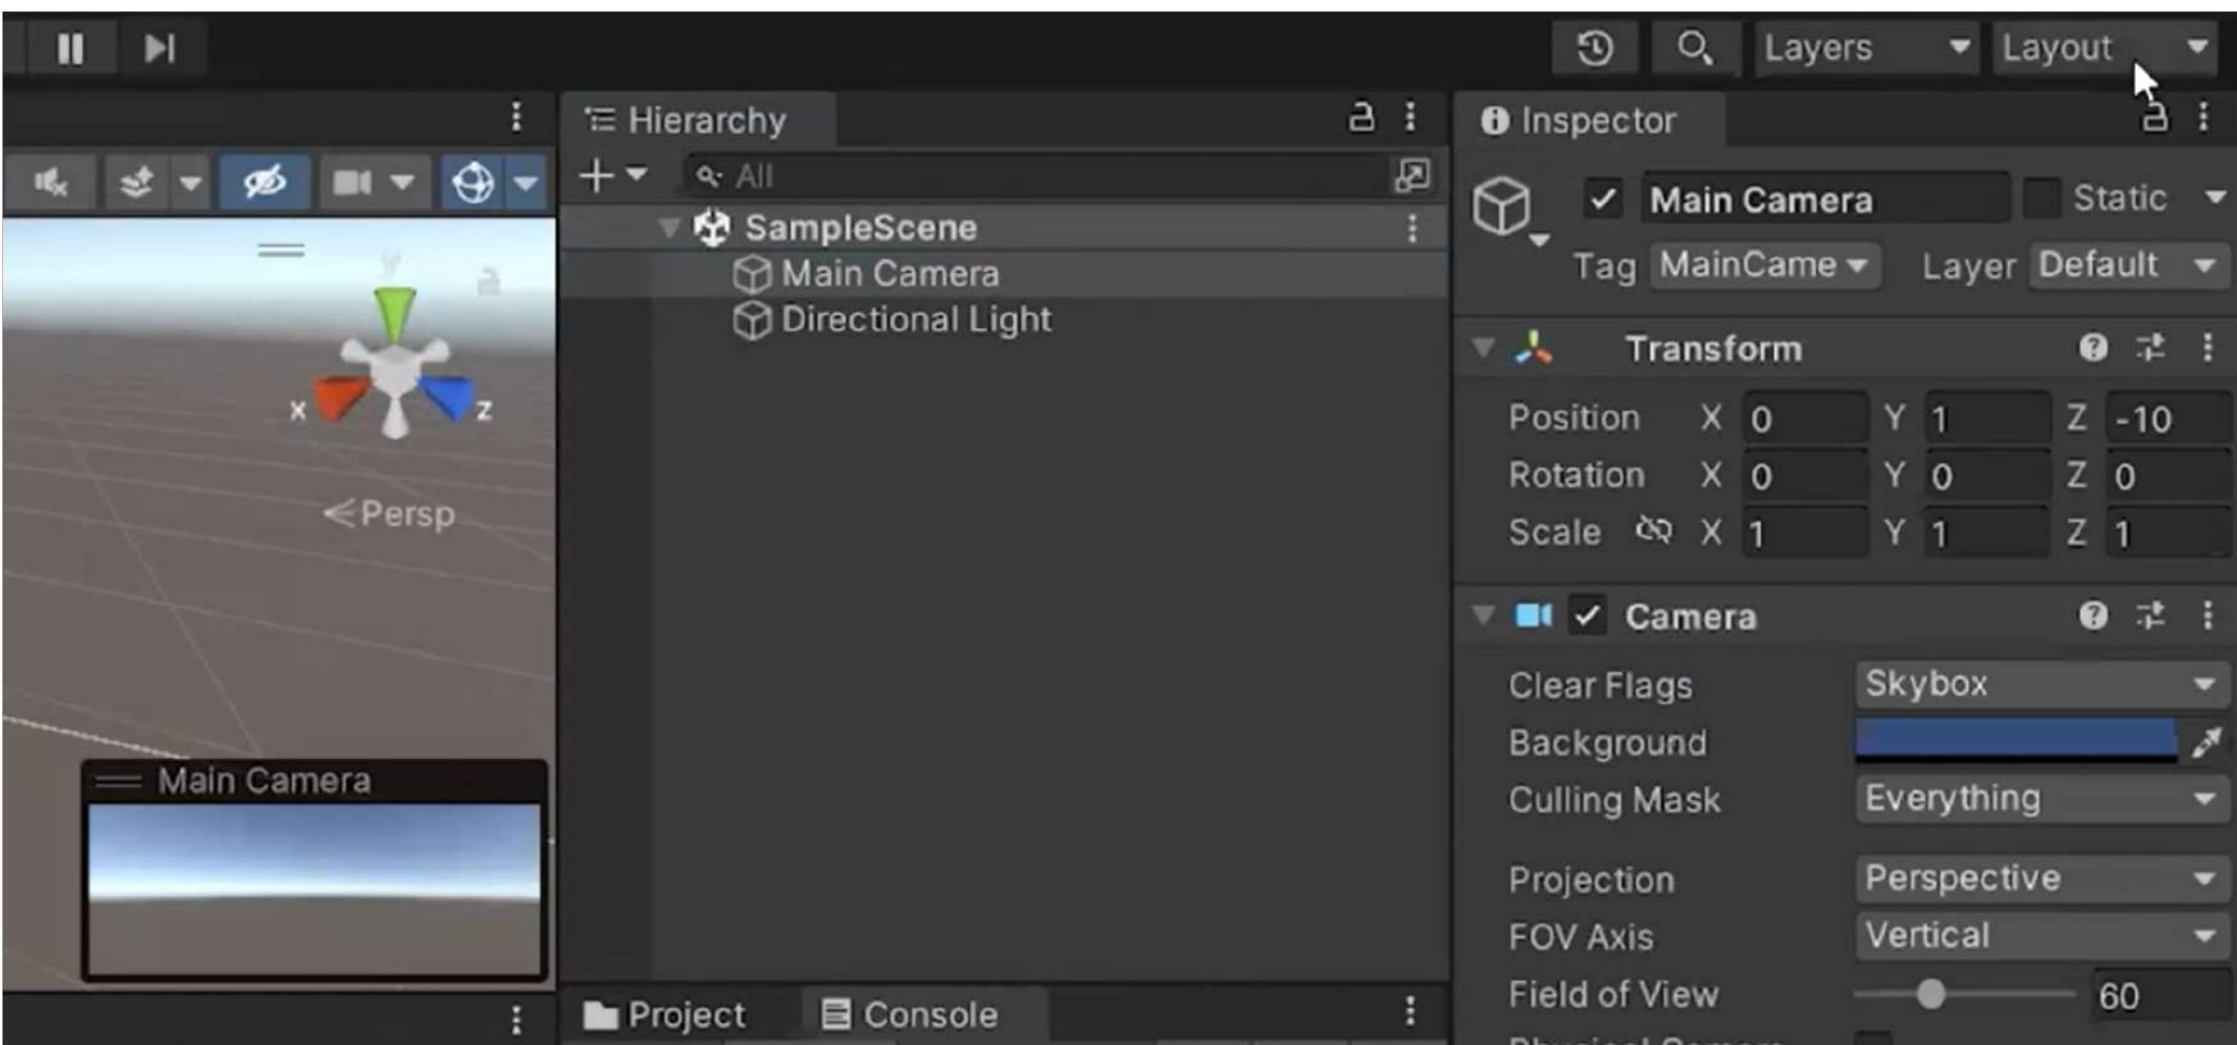 Layers Layout
Hierarchy
All
SampleScene
Main Camera
Directional Light
y
x z
Persp
Main Camera
Project Console
Inspector
Main Camera Static
Tag MainCame Layer Default
Transform
Position X 0 Y 1 Z -10
Rotation X 0 Y 0 Z 0
Scale X 1 Y 1 Z 1
Camera
Clear Flags Skybox
Background
Culling Mask Everything
Projection Perspective
FOV Axis Vertical
Field of View 60